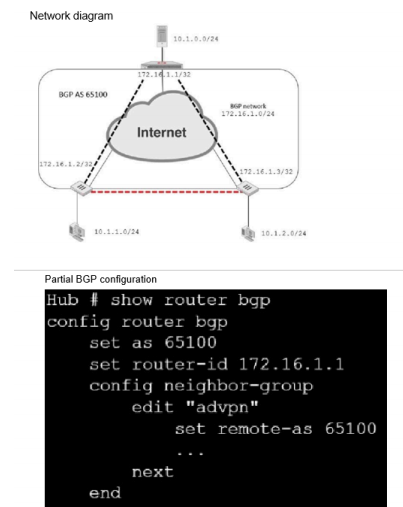 Network diagram
10.1.0.0/24
172.16.1.1/32
BGP AS 65100
BGP network
172.16.1.0/24
Internet
172.16.1.2/32
172.16.1.3/32
10.1.1.0/24
10.1.2.0/24
Partial BGP configuration
Hub # show router bgp
config router bgp
set as 65100
set router-id 172.16.1.1
config neighbor-group
edit "advpn"
set remote-as 65100
...
next
end